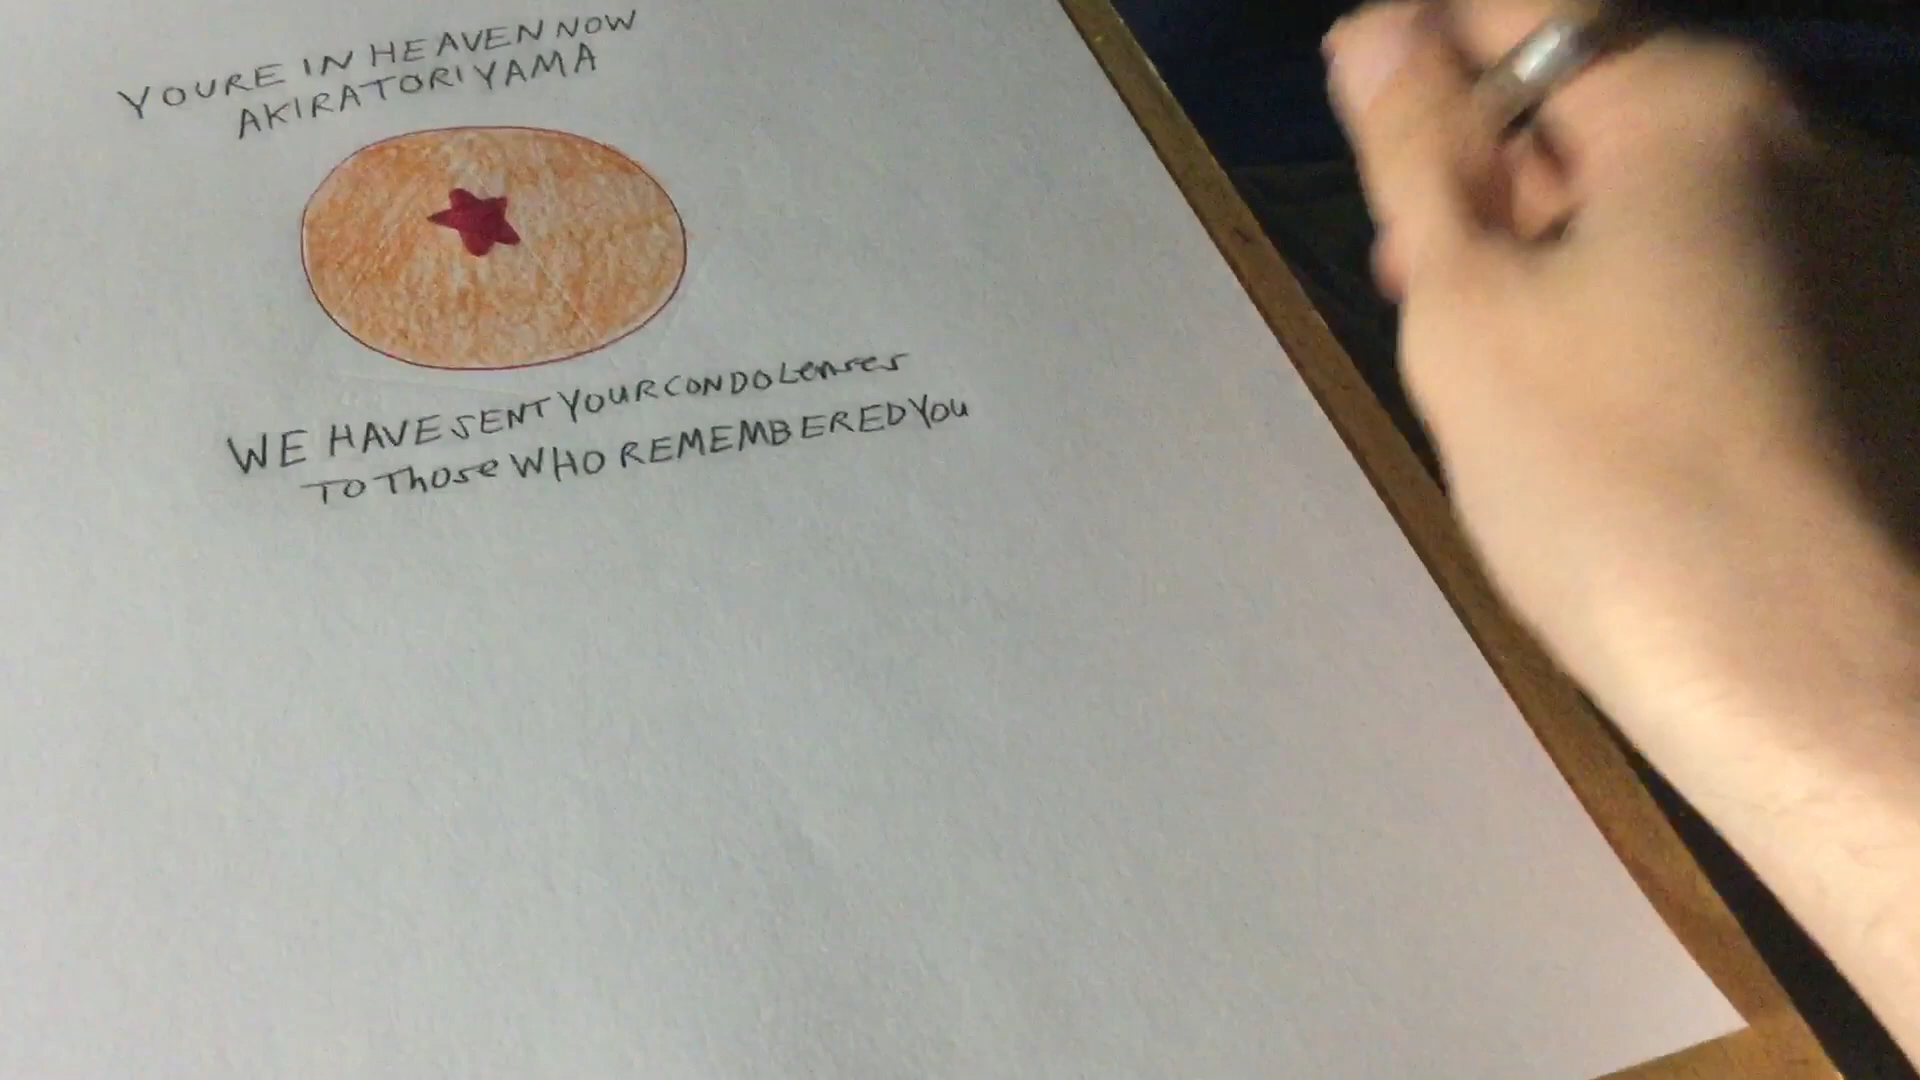 YOURE IN HEAVEN NOW
AKIRATORIYAMA
WE HAVE SENT YOUR CONDOLenses
TO Those WHO REMEMBERED YOU